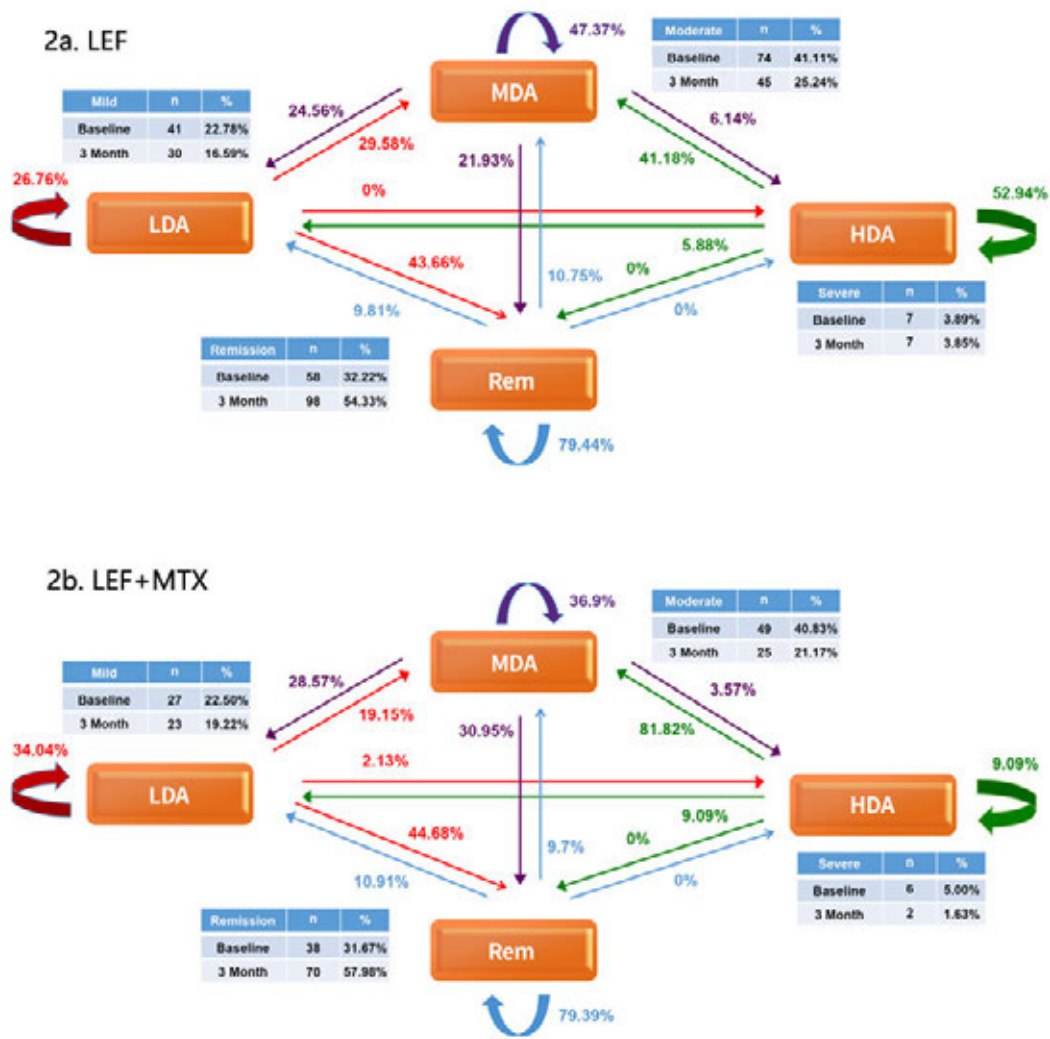 2a. LEF
47.37%
MDA
Moderate n %
Baseline 74 41.11%
3 Month 45 25.24%
Mild n %
Baseline 41 22.78%
3 Month 30 16.59%
24.56%
29.58%
21.93%
6.14%
41.18%
26.76%
LDA
0%
HDA
52.94%
43.66%
9.81%
10.75%
5.88%
0%
0%
Severe n %
Baseline 7 3.89%
3 Month 7 3.85%
Remission n %
Baseline 58 32.22%
3 Month 98 54.33%
Rem
79.44%
2b. LEF+MTX
36.9%
MDA
Moderate n %
Baseline 49 40.83%
3 Month 25 21.17%
Mild n %
Baseline 27 22.50%
3 Month 23 19.22%
28.57%
19.15%
30.95%
3.57%
81.82%
34.04%
LDA
2.13%
HDA
9.09%
44.68%
10.91%
9.7%
9.09%
0%
0%
Severe n %
Baseline 6 5.00%
3 Month 2 1.63%
Remission n %
Baseline 38 31.67%
3 Month 70 57.98%
Rem
79.39%